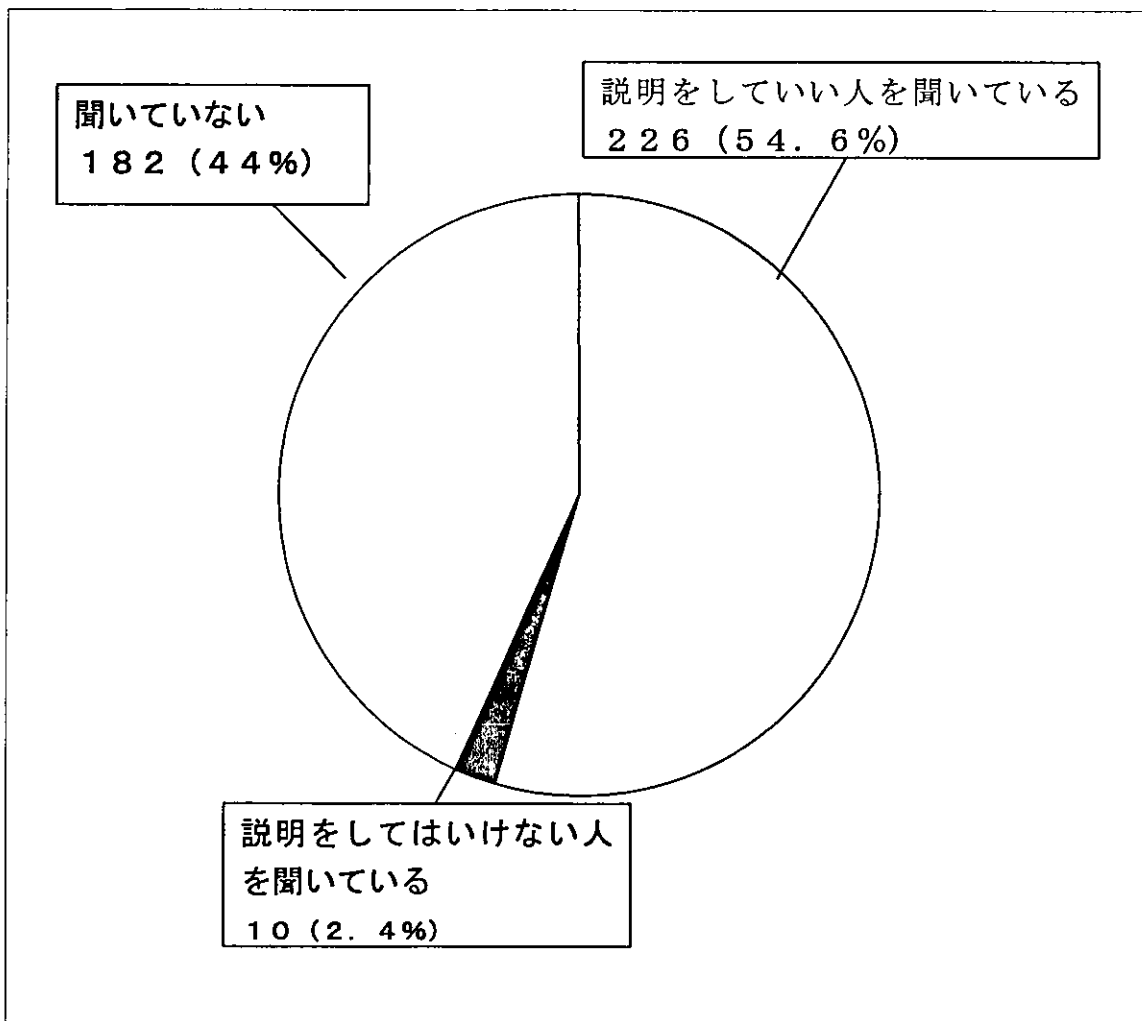 聞いていない
182(44%)
説明をしていい人を聞いている
226(54.6%)
説明をしてはいけない人
を聞いている
10(2.4%)